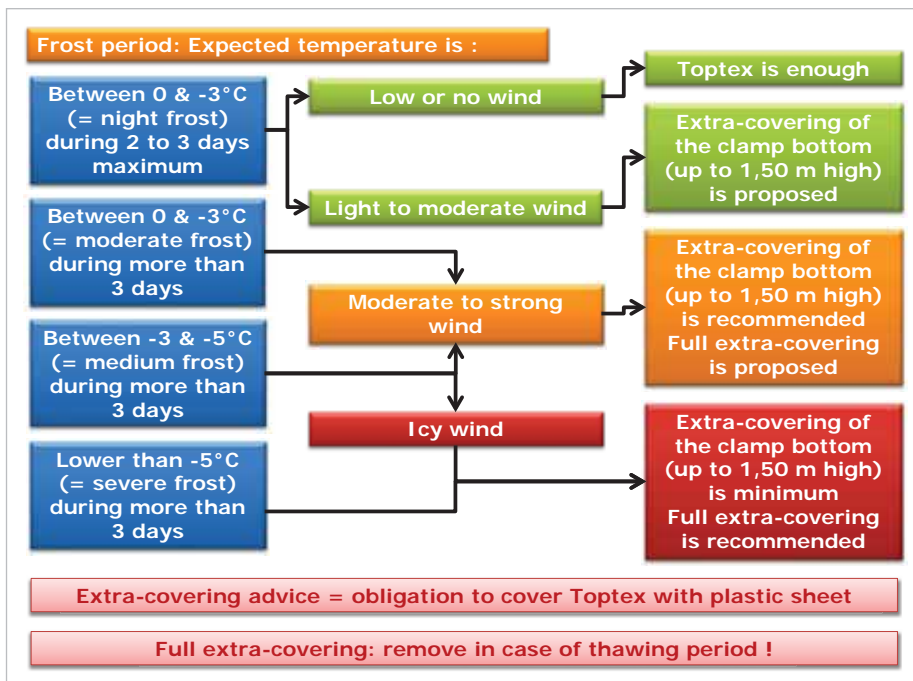 Frost period: Expected temperature is :
Between 0 & -3°C
(= night frost)
during 2 to 3 days
maximum
Low or no wind
Toptex is enough
Light to moderate wind
Extra-covering of
the clamp bottom
(up to 1,50 m high)
is proposed
Between 0 & -3°C
(= moderate frost)
during more than
3 days
Moderate to strong
wind
Extra-covering of
the clamp bottom
(up to 1,50 m high)
is recommended
Full extra-covering
is proposed
Between -3 & -5°C
(= medium frost)
during more than
3 days
Icy wind
Extra-covering of
the clamp bottom
(up to 1,50 m high)
is minimum
Full extra-covering
is recommended
Lower than -5°C
(= severe frost)
during more than
3 days
Extra-covering advice = obligation to cover Toptex with plastic sheet
Full extra-covering: remove in case of thawing period !